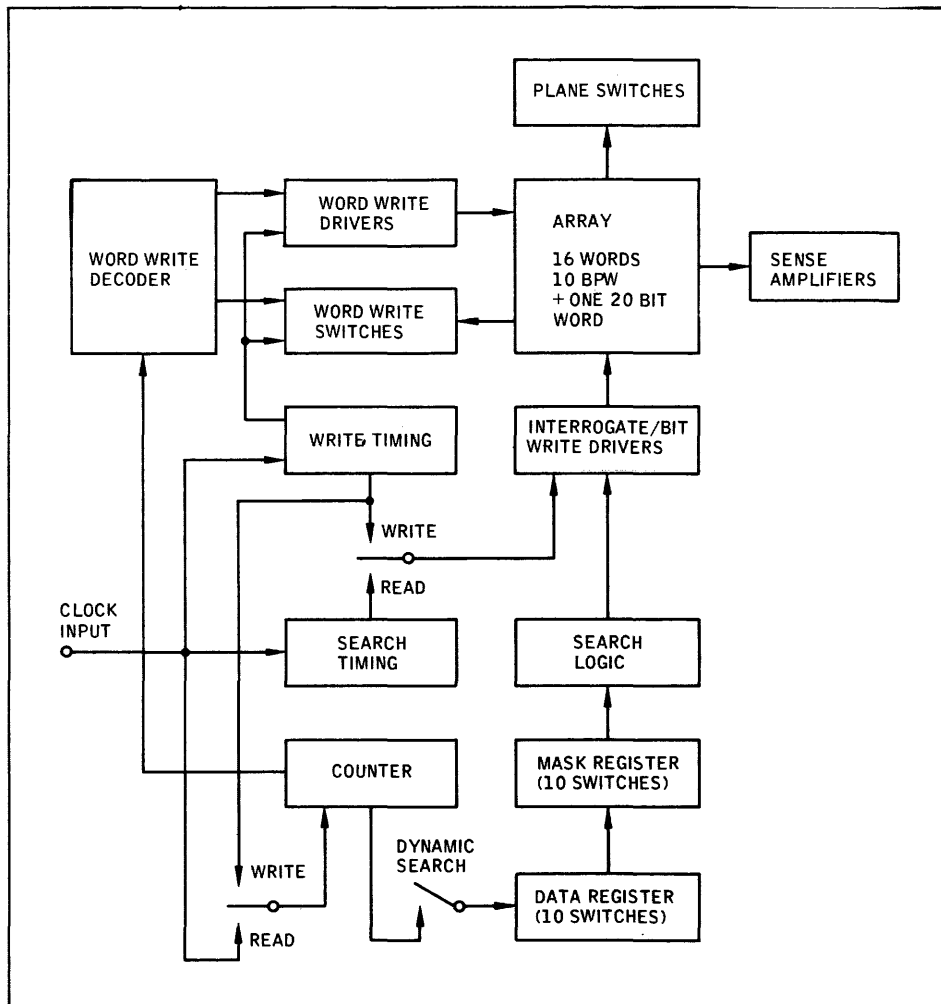 PLANE SWITCHES
WORD WRITE
DECODER
WORD WRITE
DRIVERS
WORD WRITE
SWITCHES
ARRAY
16 WORDS
10 BPW
+ ONE 20 BIT
WORD
SENSE
AMPLIFIERS
WRITE TIMING
INTERROGATE/BIT
WRITE DRIVERS
WRITE
READ
CLOCK
INPUT
SEARCH
TIMING
SEARCH
LOGIC
COUNTER
MASK REGISTER
(10 SWITCHES)
DYNAMIC
SEARCH
WRITE
READ
DATA REGISTER
(10 SWITCHES)